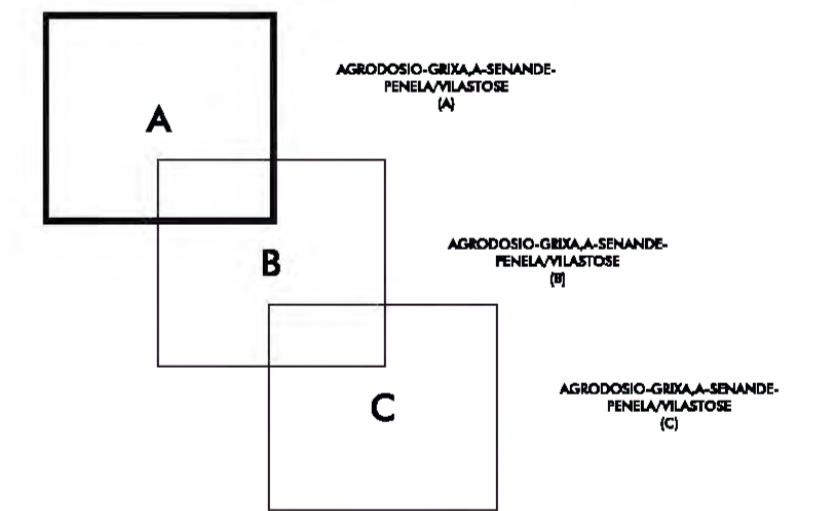 A
AGRODOSIO-GRIXA,A-SENANDE-
PENELA/VILASTOSE
(A)
B
AGRODOSIO-GRIXA,A-SENANDE-
PENELA/VILASTOSE
(B)
C
AGRODOSIO-GRIXA,A-SENANDE-
PENELA/VILASTOSE
(C)